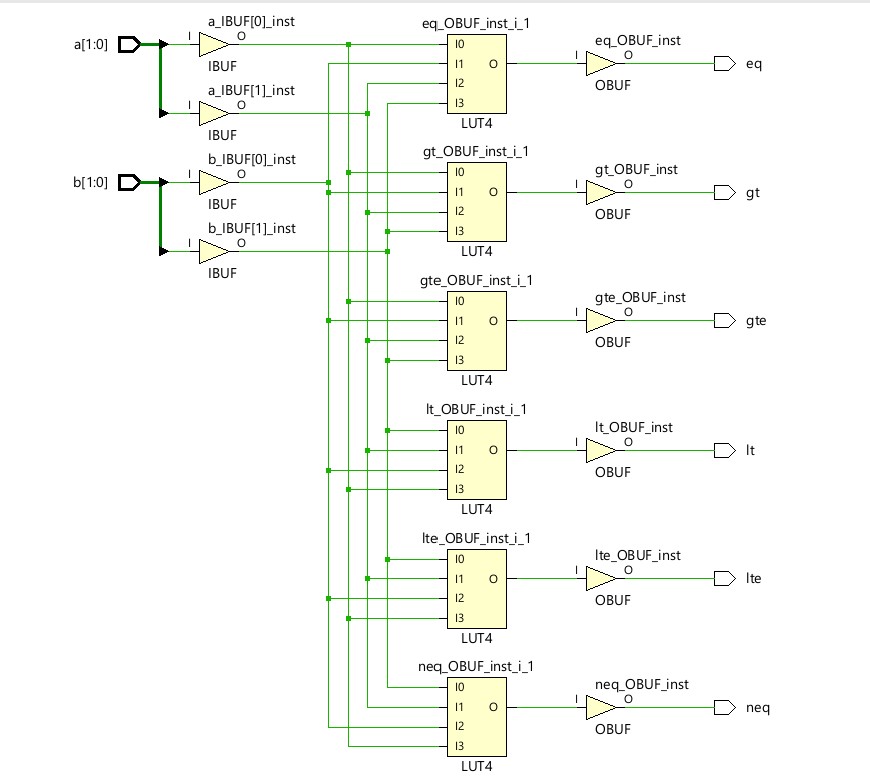 a[1:0]
a_IBUF[0]_inst
I
O
IBUF
a_IBUF[1]_inst
I
O
IBUF
b[1:0]
b_IBUF[0]_inst
I
O
IBUF
b_IBUF[1]_inst
I
O
IBUF
eq_OBUF_inst_i_1
I0
I1
I2
I3
O
LUT4
eq_OBUF_inst
I
O
OBUF
eq
gt_OBUF_inst_i_1
I0
I1
I2
I3
O
LUT4
gt_OBUF_inst
I
O
OBUF
gt
gte_OBUF_inst_i_1
I0
I1
I2
I3
O
LUT4
gte_OBUF_inst
I
O
OBUF
gte
lt_OBUF_inst_i_1
I0
I1
I2
I3
O
LUT4
lt_OBUF_inst
I
O
OBUF
lt
lte_OBUF_inst_i_1
I0
I1
I2
I3
O
LUT4
lte_OBUF_inst
I
O
OBUF
lte
neq_OBUF_inst_i_1
I0
I1
I2
I3
O
LUT4
neq_OBUF_inst
I
O
OBUF
neq